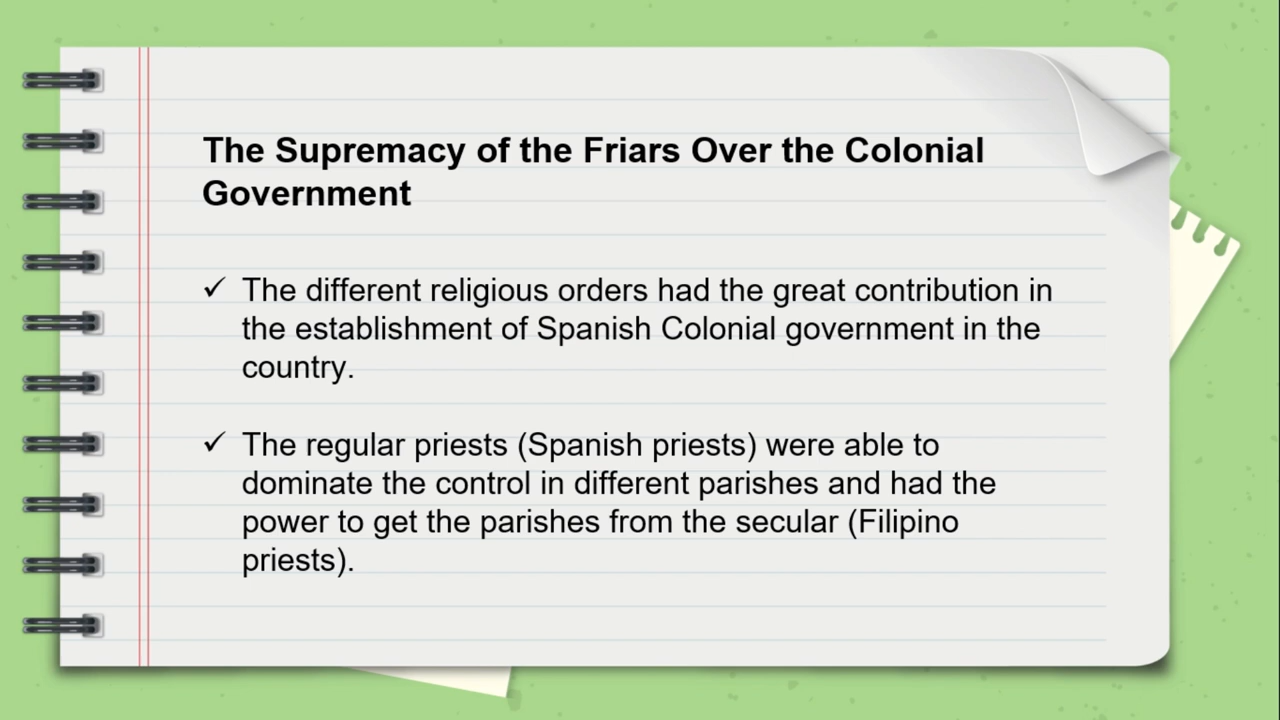 The Supremacy of the Friars Over the Colonial
Government
✓ The different religious orders had the great contribution in
the establishment of Spanish Colonial government in the
country.
✓ The regular priests (Spanish priests) were able to
dominate the control in different parishes and had the
power to get the parishes from the secular (Filipino
priests).